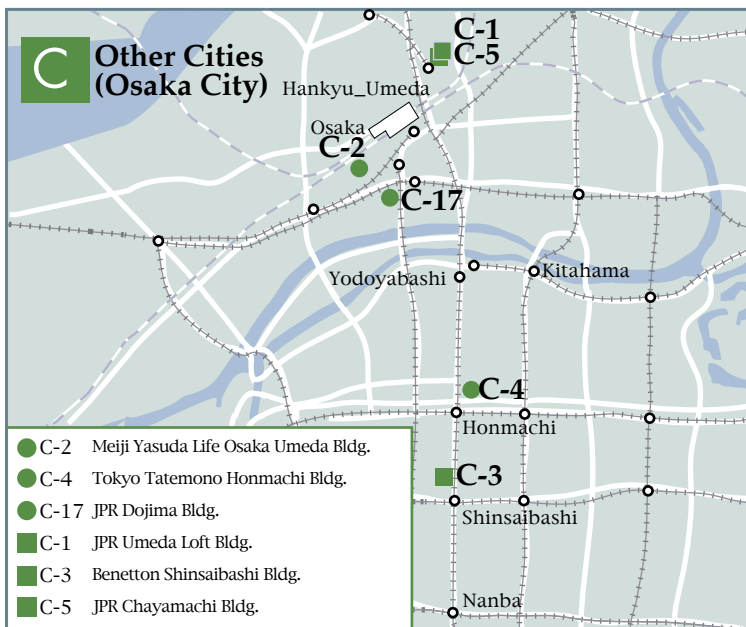 C
Other Cities
(Osaka City)
C-1
C-5
Hankyu_Umeda
Osaka
C-2
C-17
Yodoyabashi
Kitahama
C-4
Honmachi
C-3
Shinsaibashi
Nanba
C-2 Meiji Yasuda Life Osaka Umeda Bldg.
C-4 Tokyo Tatemono Honmachi Bldg.
C-17 JPR Dojima Bldg.
C-1 JPR Umeda Loft Bldg.
C-3 Benetton Shinsaibashi Bldg.
C-5 JPR Chayamachi Bldg.